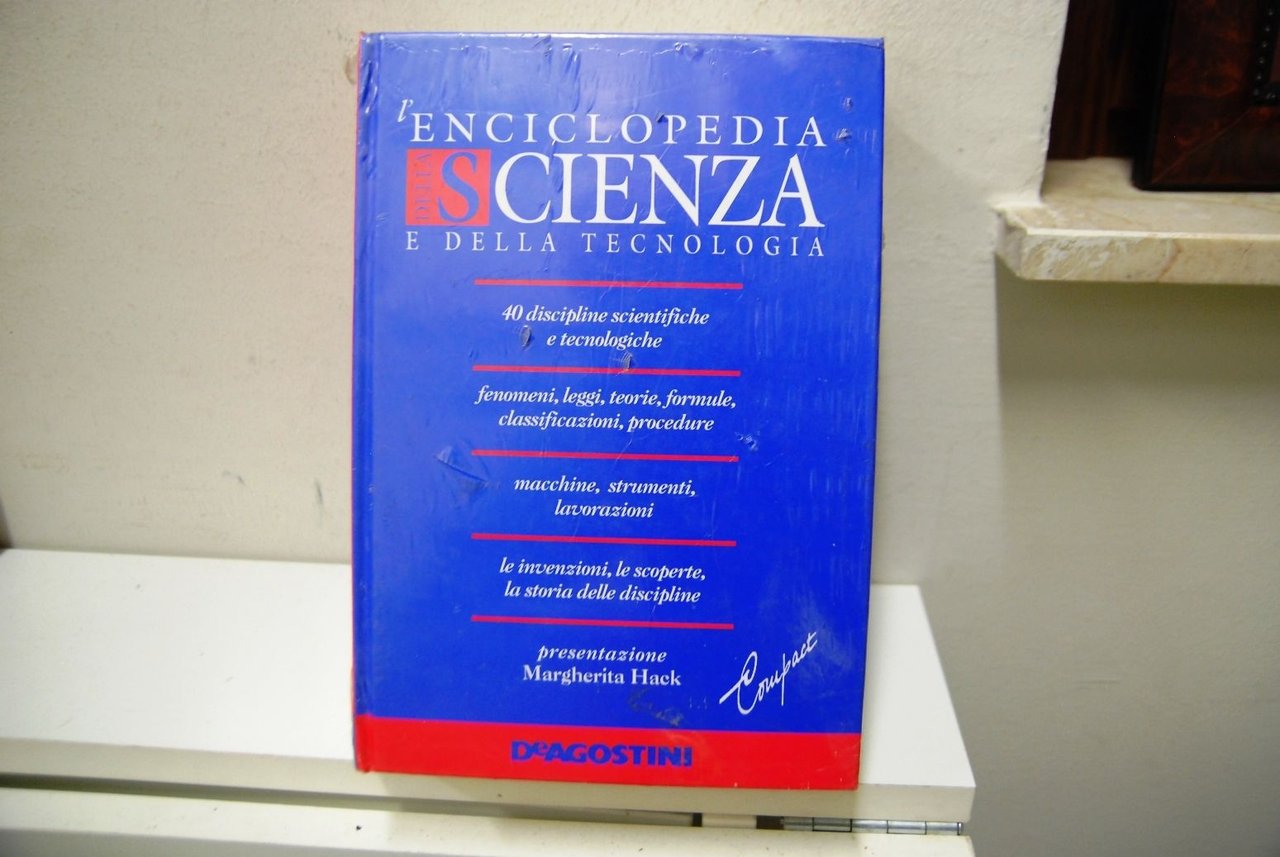 l'ENCICLOPEDIA
DELLA SCIENZA
E DELLA TECNOLOGIA
40 discipline scientifiche
e tecnologiche
fenomeni, leggi, teorie, formule,
classificazioni, procedure
macchine, strumenti,
lavorazioni
le invenzioni, le scoperte,
la storia delle discipline
presentazione
Margherita Hack
Compact
DeAGOSTINI